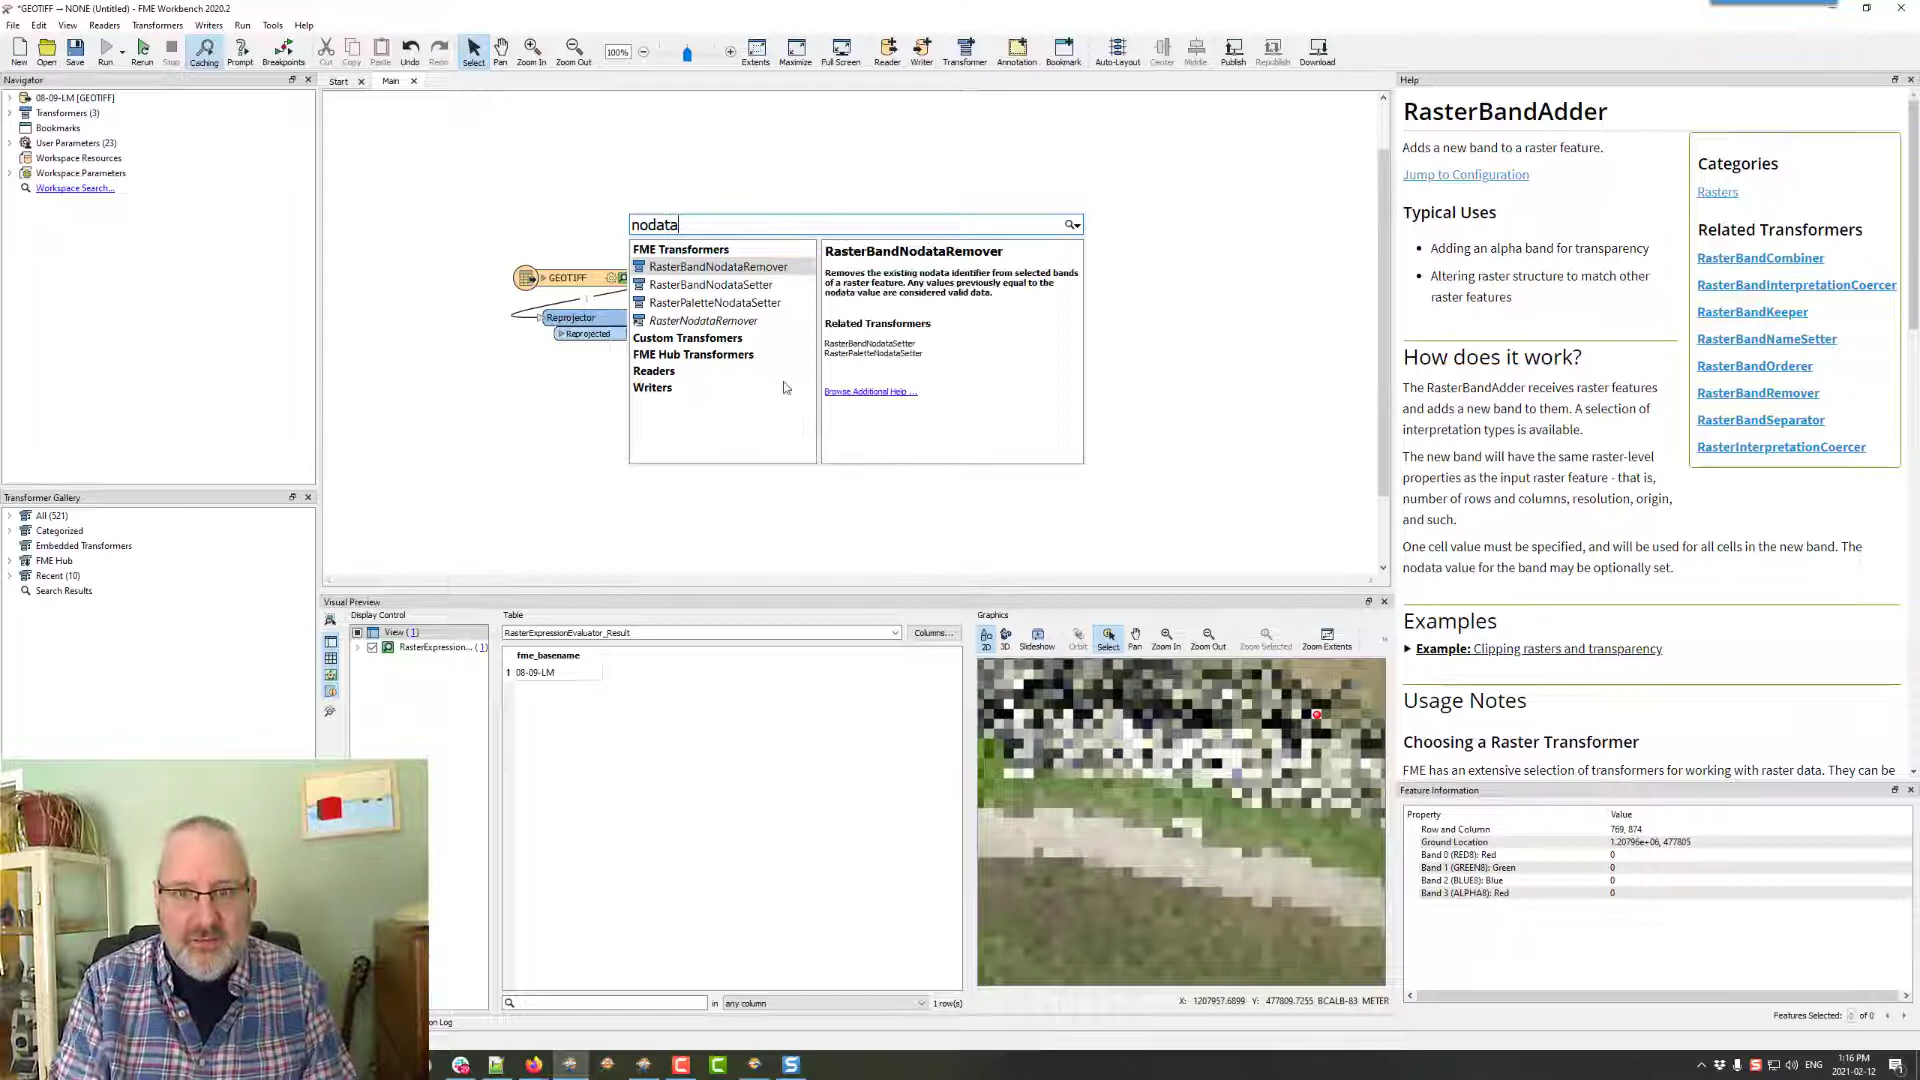 *GEOTIFF → NONE (Untitled) - FME Workbench 2020.2
File Edit View Readers Transformers Writers Run Tools Help
New Open Save Run Rerun Stop Caching Prompt Breakpoints Cut Copy Paste Undo Redo Select Pan Zoom In Zoom Out 100% Extents Maximize Full Screen Reader Writer Transformer Annotation Bookmark Auto-Layout Center Middle Publish Republish Download
Navigator
08-09-LM [GEOTIFF]
Transformers (3)
Bookmarks
User Parameters (23)
Workspace Resources
Workspace Parameters
Workspace Search...
Transformer Gallery
All (521)
Categorized
Embedded Transformers
FME Hub
Recent (10)
Search Results
Start Main
GEOTIFF
1
Reprojector
Reprojected
nodata
FME Transformers
RasterBandNodataRemover
RasterBandNodataSetter
RasterPaletteNodataSetter
RasterNodataRemover
Custom Transfomers
FME Hub Transformers
Readers
Writers
RasterBandNodataRemover
Removes the existing nodata identifier from selected bands
of a raster feature. Any values previously equal to the
nodata value are considered valid data.
Related Transformers
RasterBandNodataSetter
RasterPaletteNodataSetter
Browse Additional Help ...
Visual Preview
Display Control
View (1)
RasterExpression... (1)
Table
RasterExpressionEvaluator_Result
Columns...
fme_basename
1 08-09-LM
in any column 1 row(s)
Graphics
2D 3D Slideshow Orbit Select Pan Zoom In Zoom Out Zoom Selected Zoom Extents
X: 1207957.6899 Y: 477809.7255 BCALB-83 METER
on Log
Help
RasterBandAdder
Adds a new band to a raster feature.
Jump to Configuration
Typical Uses
• Adding an alpha band for transparency
• Altering raster structure to match other
raster features
Categories
Rasters
Related Transformers
RasterBandCombiner
RasterBandInterpretationCoercer
RasterBandKeeper
RasterBandNameSetter
RasterBandOrderer
RasterBandRemover
RasterBandSeparator
RasterInterpretationCoercer
How does it work?
The RasterBandAdder receives raster features
and adds a new band to them. A selection of
interpretation types is available.
The new band will have the same raster-level
properties as the input raster feature - that is,
number of rows and columns, resolution, origin,
and such.
One cell value must be specified, and will be used for all cells in the new band. The
nodata value for the band may be optionally set.
Examples
Example: Clipping rasters and transparency
Usage Notes
Choosing a Raster Transformer
FME has an extensive selection of transformers for working with raster data. They can be
Feature Information
Property Value
Row and Column 769, 874
Ground Location 1.20796e+06, 477805
Band 0 (RED8): Red 0
Band 1 (GREEN8): Green 0
Band 2 (BLUE8): Blue 0
Band 3 (ALPHA8): Red 0
Features Selected: 0 of 0
ENG
1:16 PM
2021-02-12